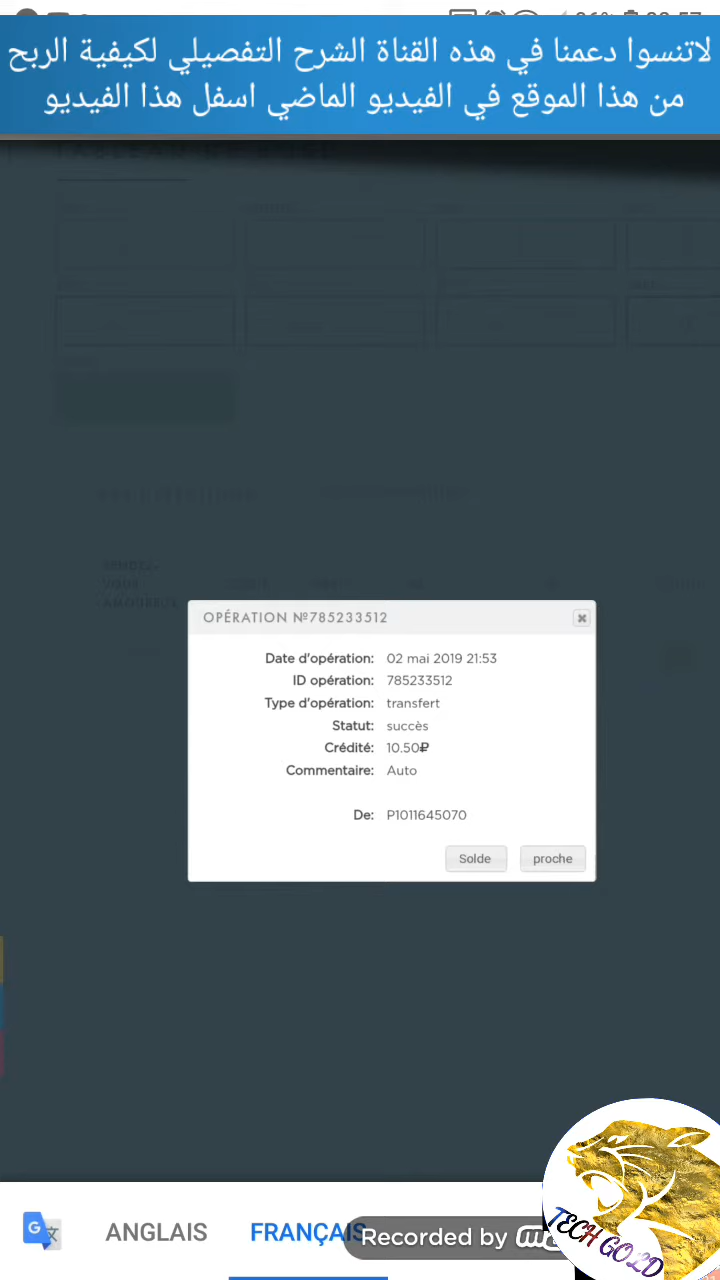 لاتنسوا دعمنا في هذه القناة الشرح التفصيلي لكيفية الربح
من هذا الموقع في الفيديو الماضي اسفل هذا الفيديو
OPÉRATION №785233512
Date d'opération: 02 mai 2019 21:53
ID opération: 785233512
Type d'opération: transfert
Statut: succès
Crédité: 10.50₽
Commentaire: Auto
De: P1011645070
Solde proche
ANGLAIS FRANÇAIS
Recorded by
TECH GOLD